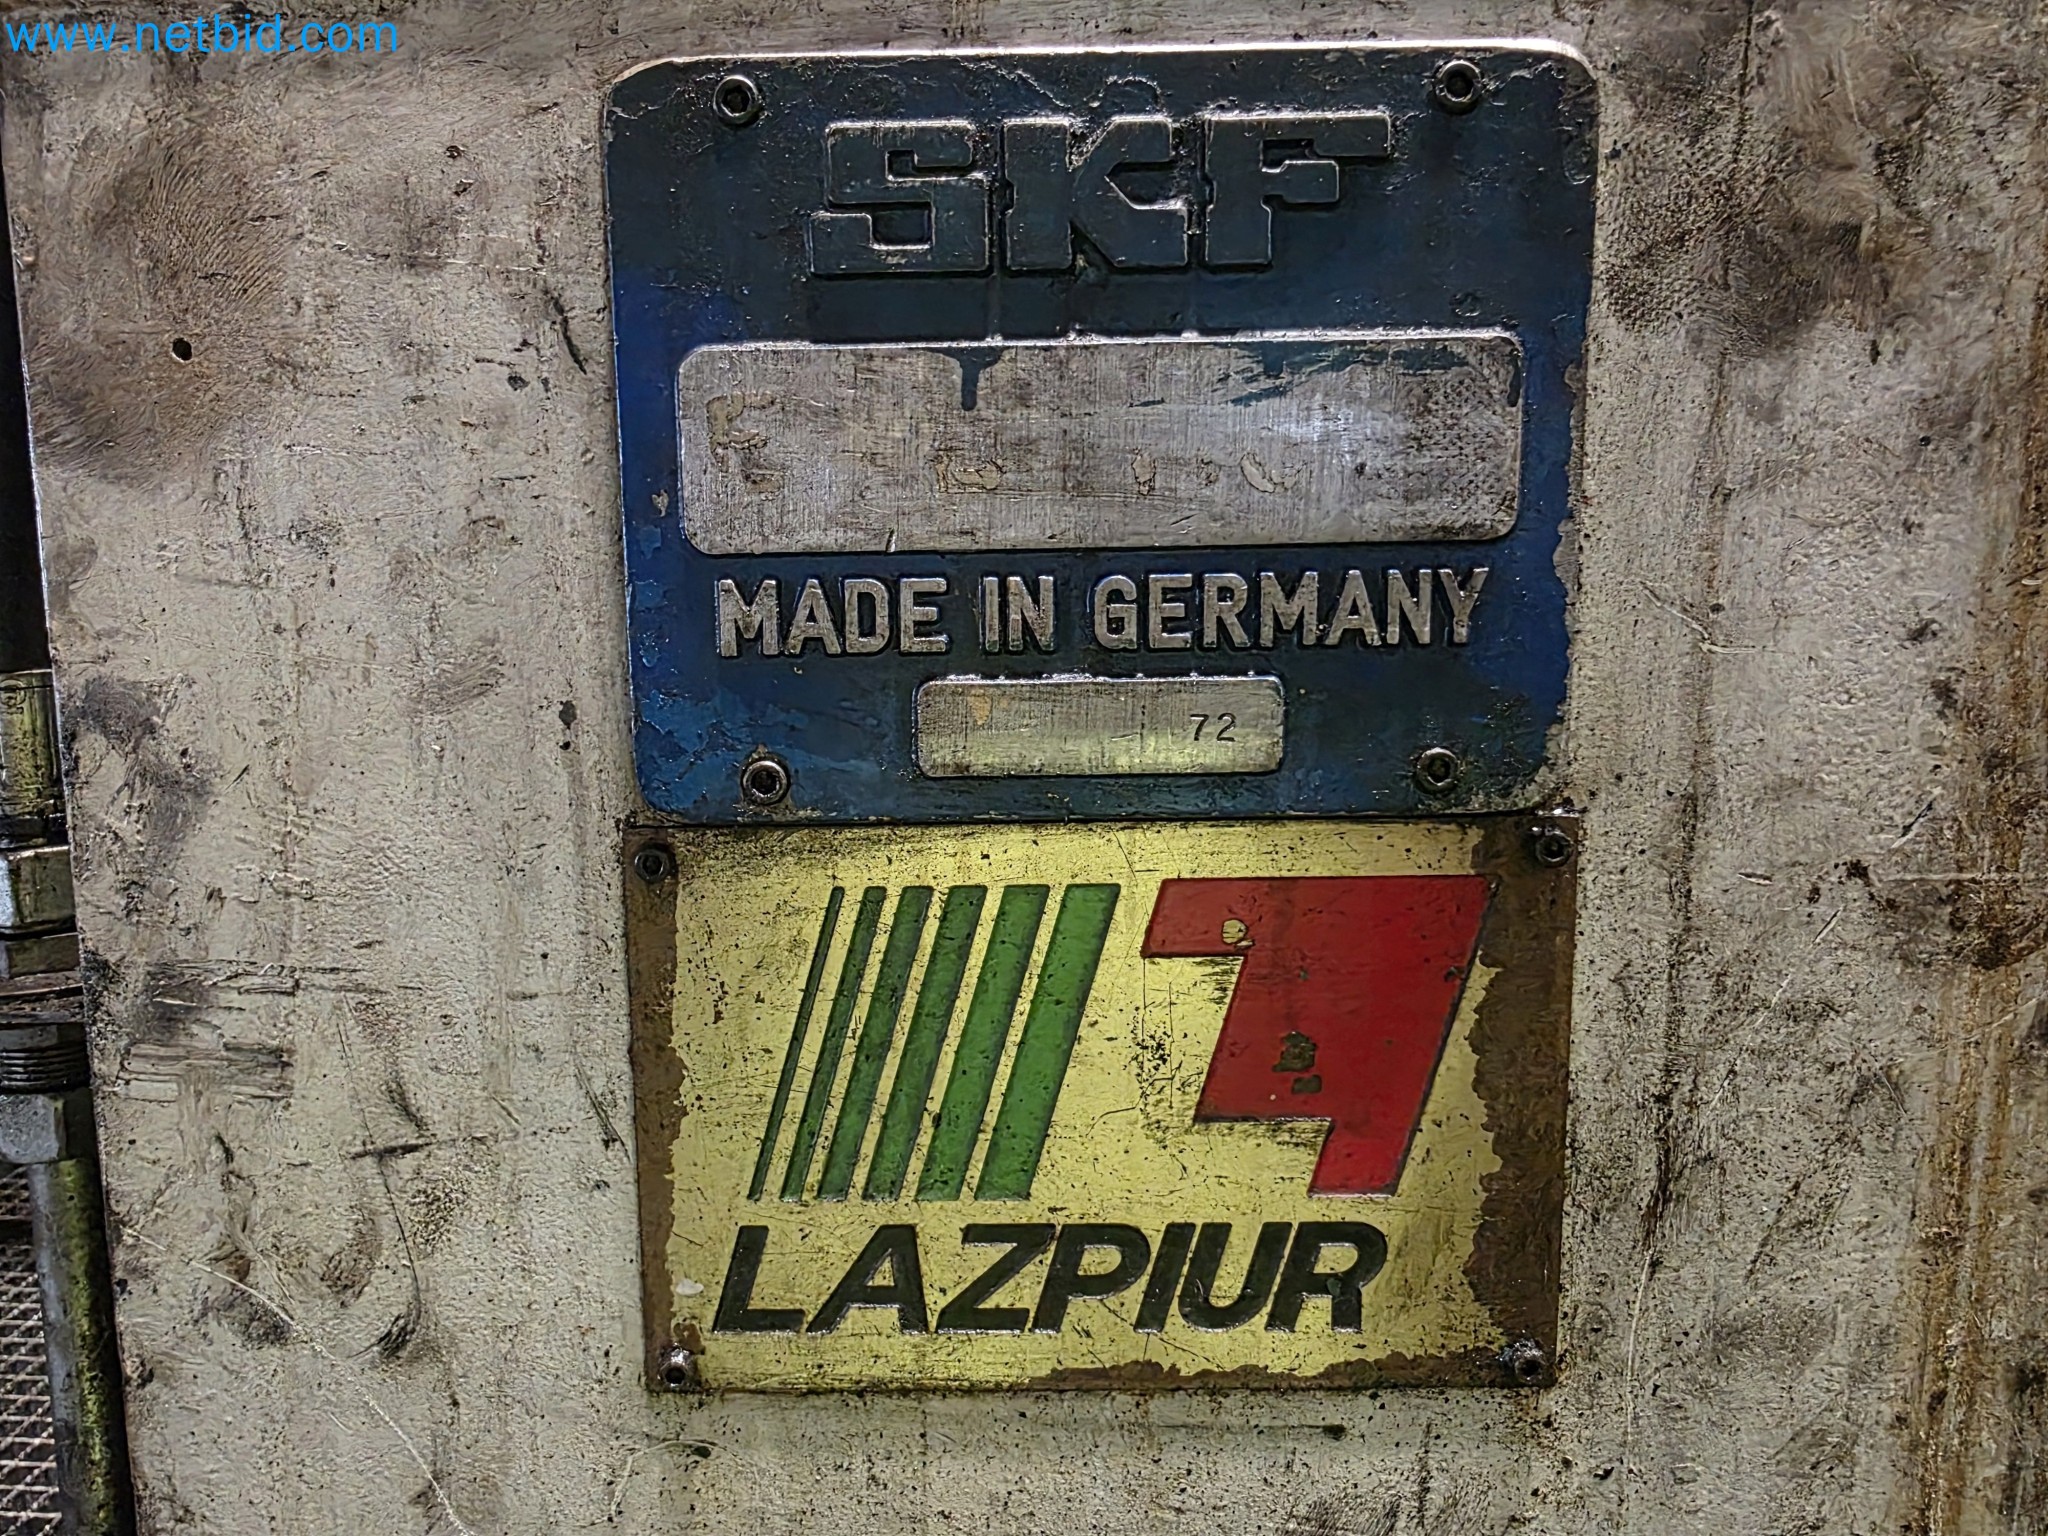 www.netbid.com
SKF
MADE IN GERMANY
72
LAZPIUR